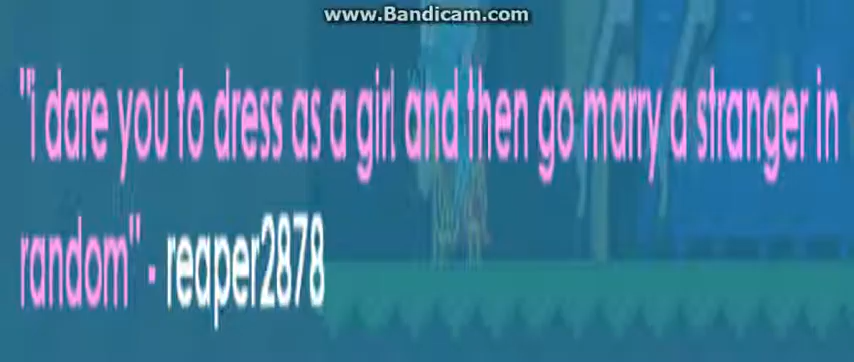 www.Bandicam.com
"i dare you to dress as a girl and then go marry a stranger in
random" - reaper2878